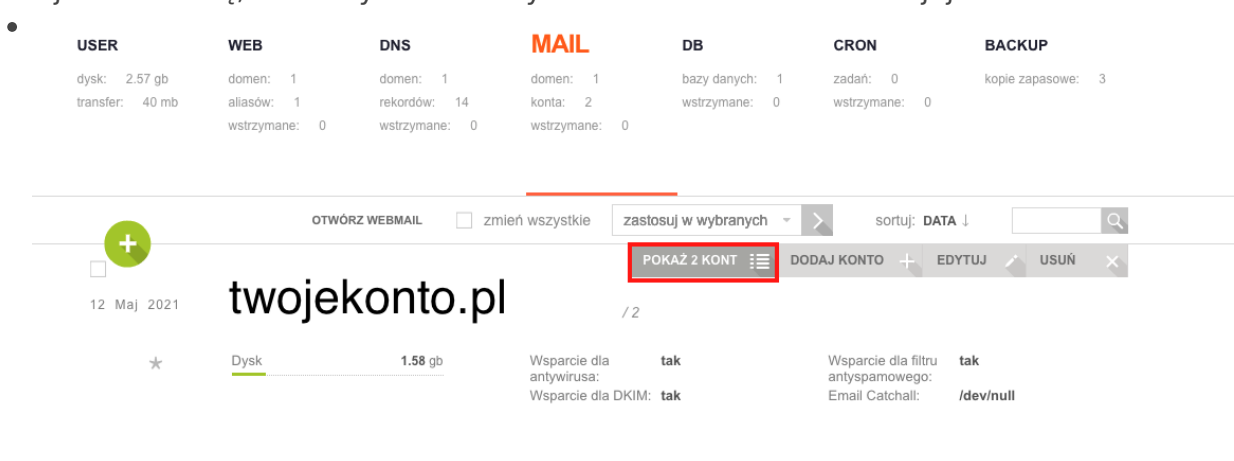 USER WEB DNS MAIL DB CRON BACKUP
dysk: 2.57 gb domen: 1 domen: 1 domen: 1 bazy danych: 1 zadań: 0 kopie zapasowe: 3
transfer: 40 mb aliasów: 1 rekordów: 14 konta: 2 wstrzymane: 0 wstrzymane: 0
wstrzymane: 0 wstrzymane: 0 wstrzymane: 0
OTWÓRZ WEBMAIL zmień wszystkie zastosuj w wybranych sortuj: DATA ↓
POKAŻ 2 KONT DODAJ KONTO EDYTUJ USUŃ
12 Maj 2021 twojekonto.pl / 2
Dysk 1.58 gb Wsparcie dla antywirusa: tak Wsparcie dla filtru antyspamowego: tak
Wsparcie dla DKIM: tak Email Catchall: /dev/null